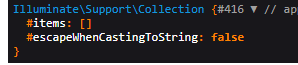 Illuminate\Support\Collection {#416 ▼ // ap
#items: []
#escapeWhenCastingToString: false
}